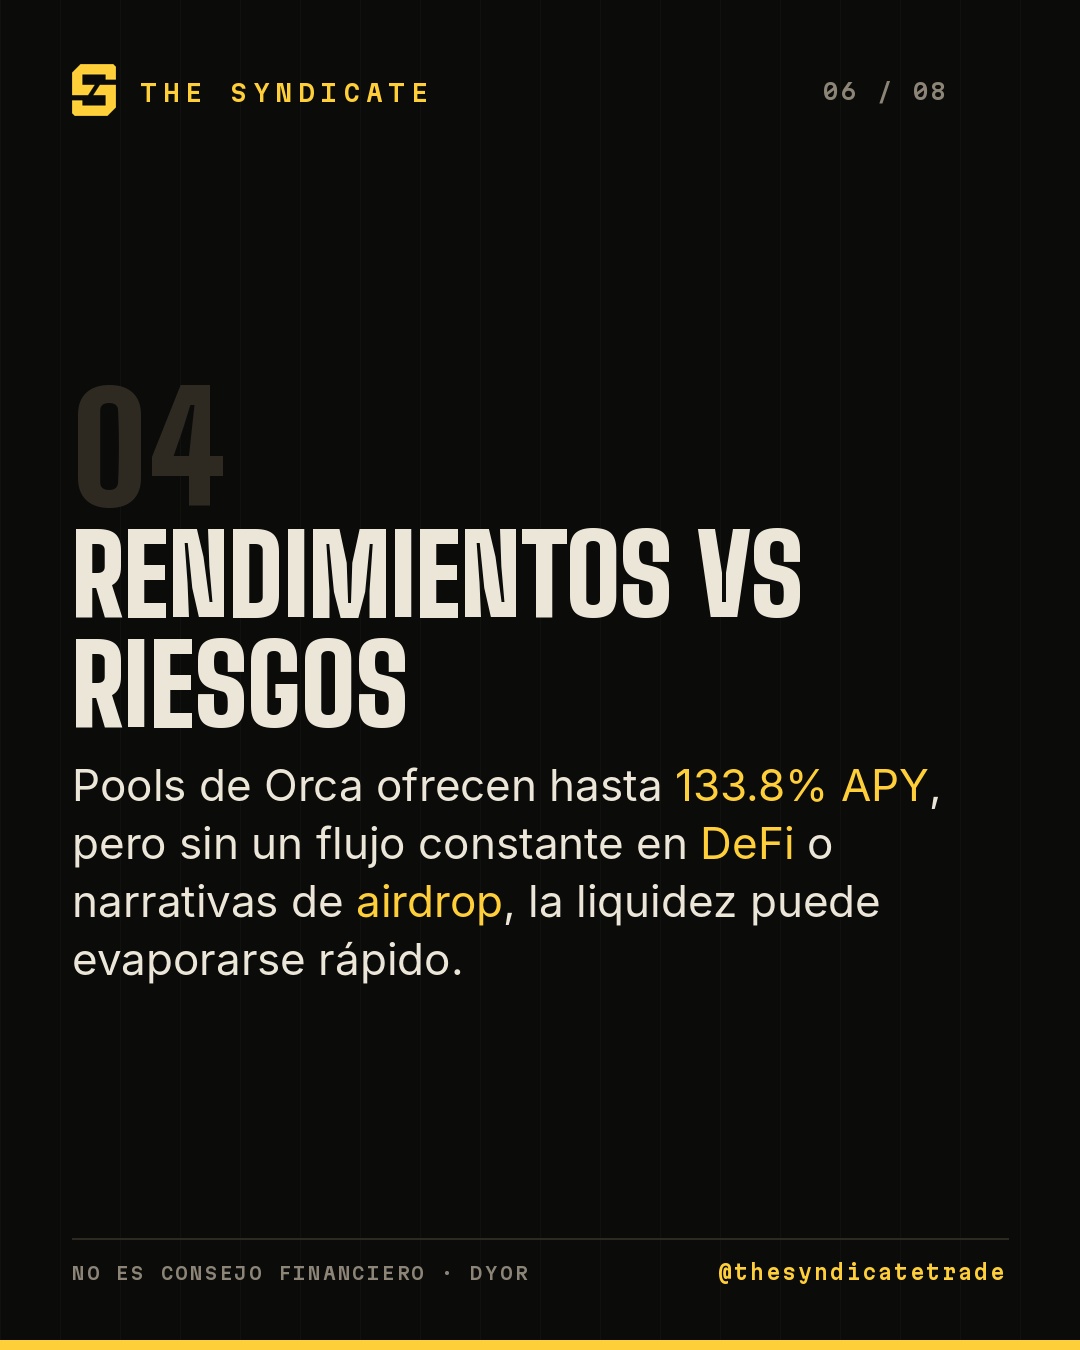 THE SYNDICATE
06 / 08
04
RENDIMIENTOS VS
RIESGOS
Pools de Orca ofrecen hasta 133.8% APY,
pero sin un flujo constante en DeFi o
narrativas de airdrop, la liquidez puede
evaporarse rápido.
NO ES CONSEJO FINANCIERO · DYOR
@thesyndicatetrade